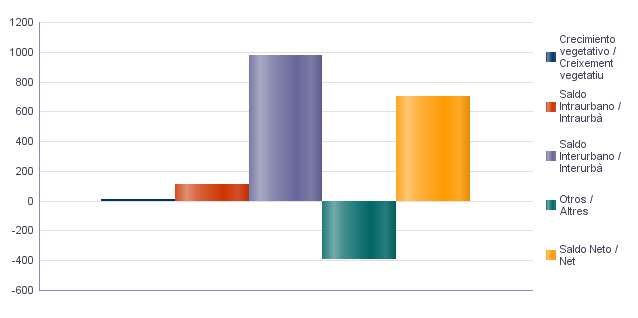 1200
1000
800
600
400
200
0
-200
-400
-600
Crecimiento
vegetativo /
Creixement
vegetatiu
Saldo
Intraurbano /
Intraurbà
Saldo
Interurbano /
Interurbà
Otros /
Altres
Saldo Neto /
Net